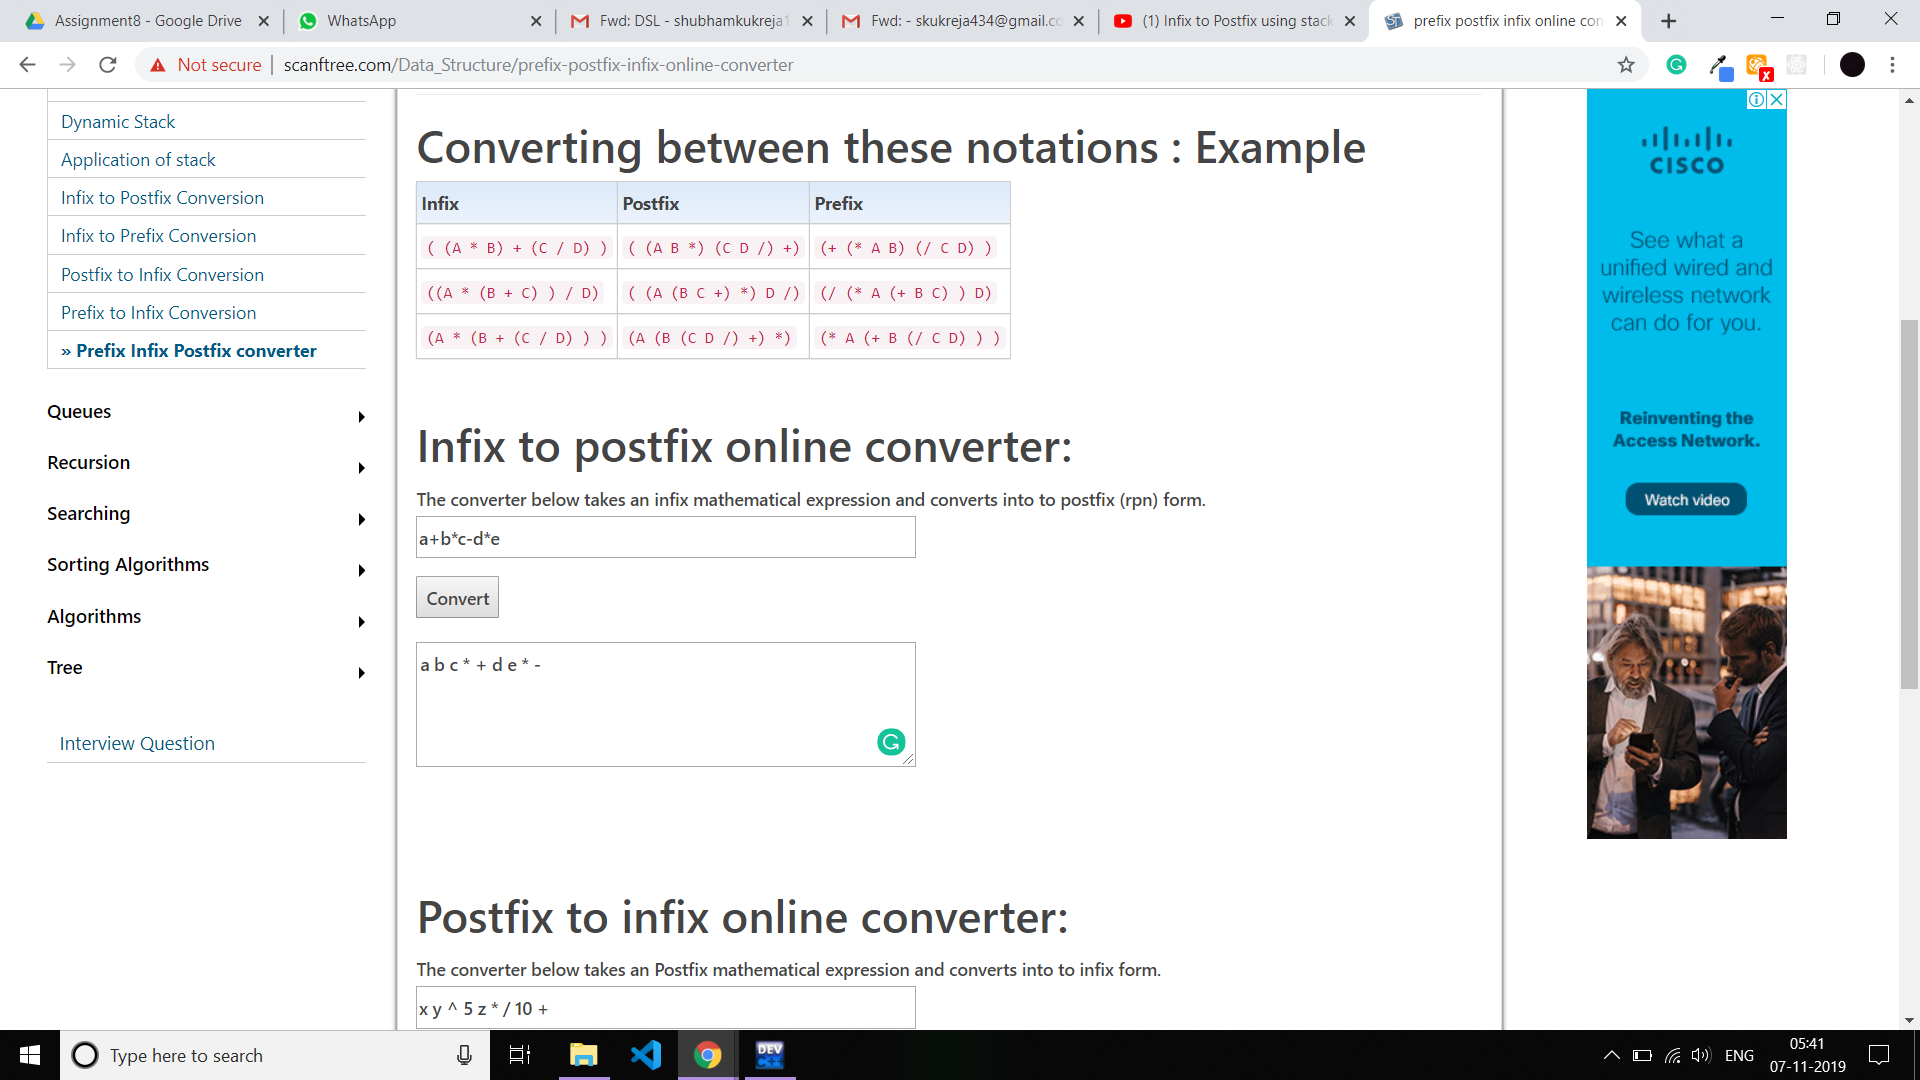 Assignment8 - Google Drive
WhatsApp
Fwd: DSL - shubhamkukreja1
Fwd: - skukreja434@gmail.co
(1) Infix to Postfix using stack
prefix postfix infix online con
Not secure
scanftree.com/Data_Structure/prefix-postfix-infix-online-converter
Dynamic Stack
Application of stack
Infix to Postfix Conversion
Infix to Prefix Conversion
Postfix to Infix Conversion
Prefix to Infix Conversion
» Prefix Infix Postfix converter
Queues
Recursion
Searching
Sorting Algorithms
Algorithms
Tree
Interview Question
Converting between these notations : Example
Infix Postfix Prefix
( (A * B) + (C / D) ) ( (A B *) (C D /) +) (+ (* A B) (/ C D) )
((A * (B + C) ) / D) ( (A (B C +) *) D /) (/ (* A (+ B C) ) D)
(A * (B + (C / D) ) ) (A (B (C D /) +) *) (* A (+ B (/ C D) ) )
Infix to postfix online converter:
The converter below takes an infix mathematical expression and converts into to postfix (rpn) form.
a+b*c-d*e
Convert
a b c * + d e * -
Postfix to infix online converter:
The converter below takes an Postfix mathematical expression and converts into to infix form.
x y ^ 5 z * / 10 +
CISCO
See what a
unified wired and
wireless network
can do for you.
Reinventing the
Access Network.
Watch video
Type here to search
DEV
C++
ENG
05:41
07-11-2019